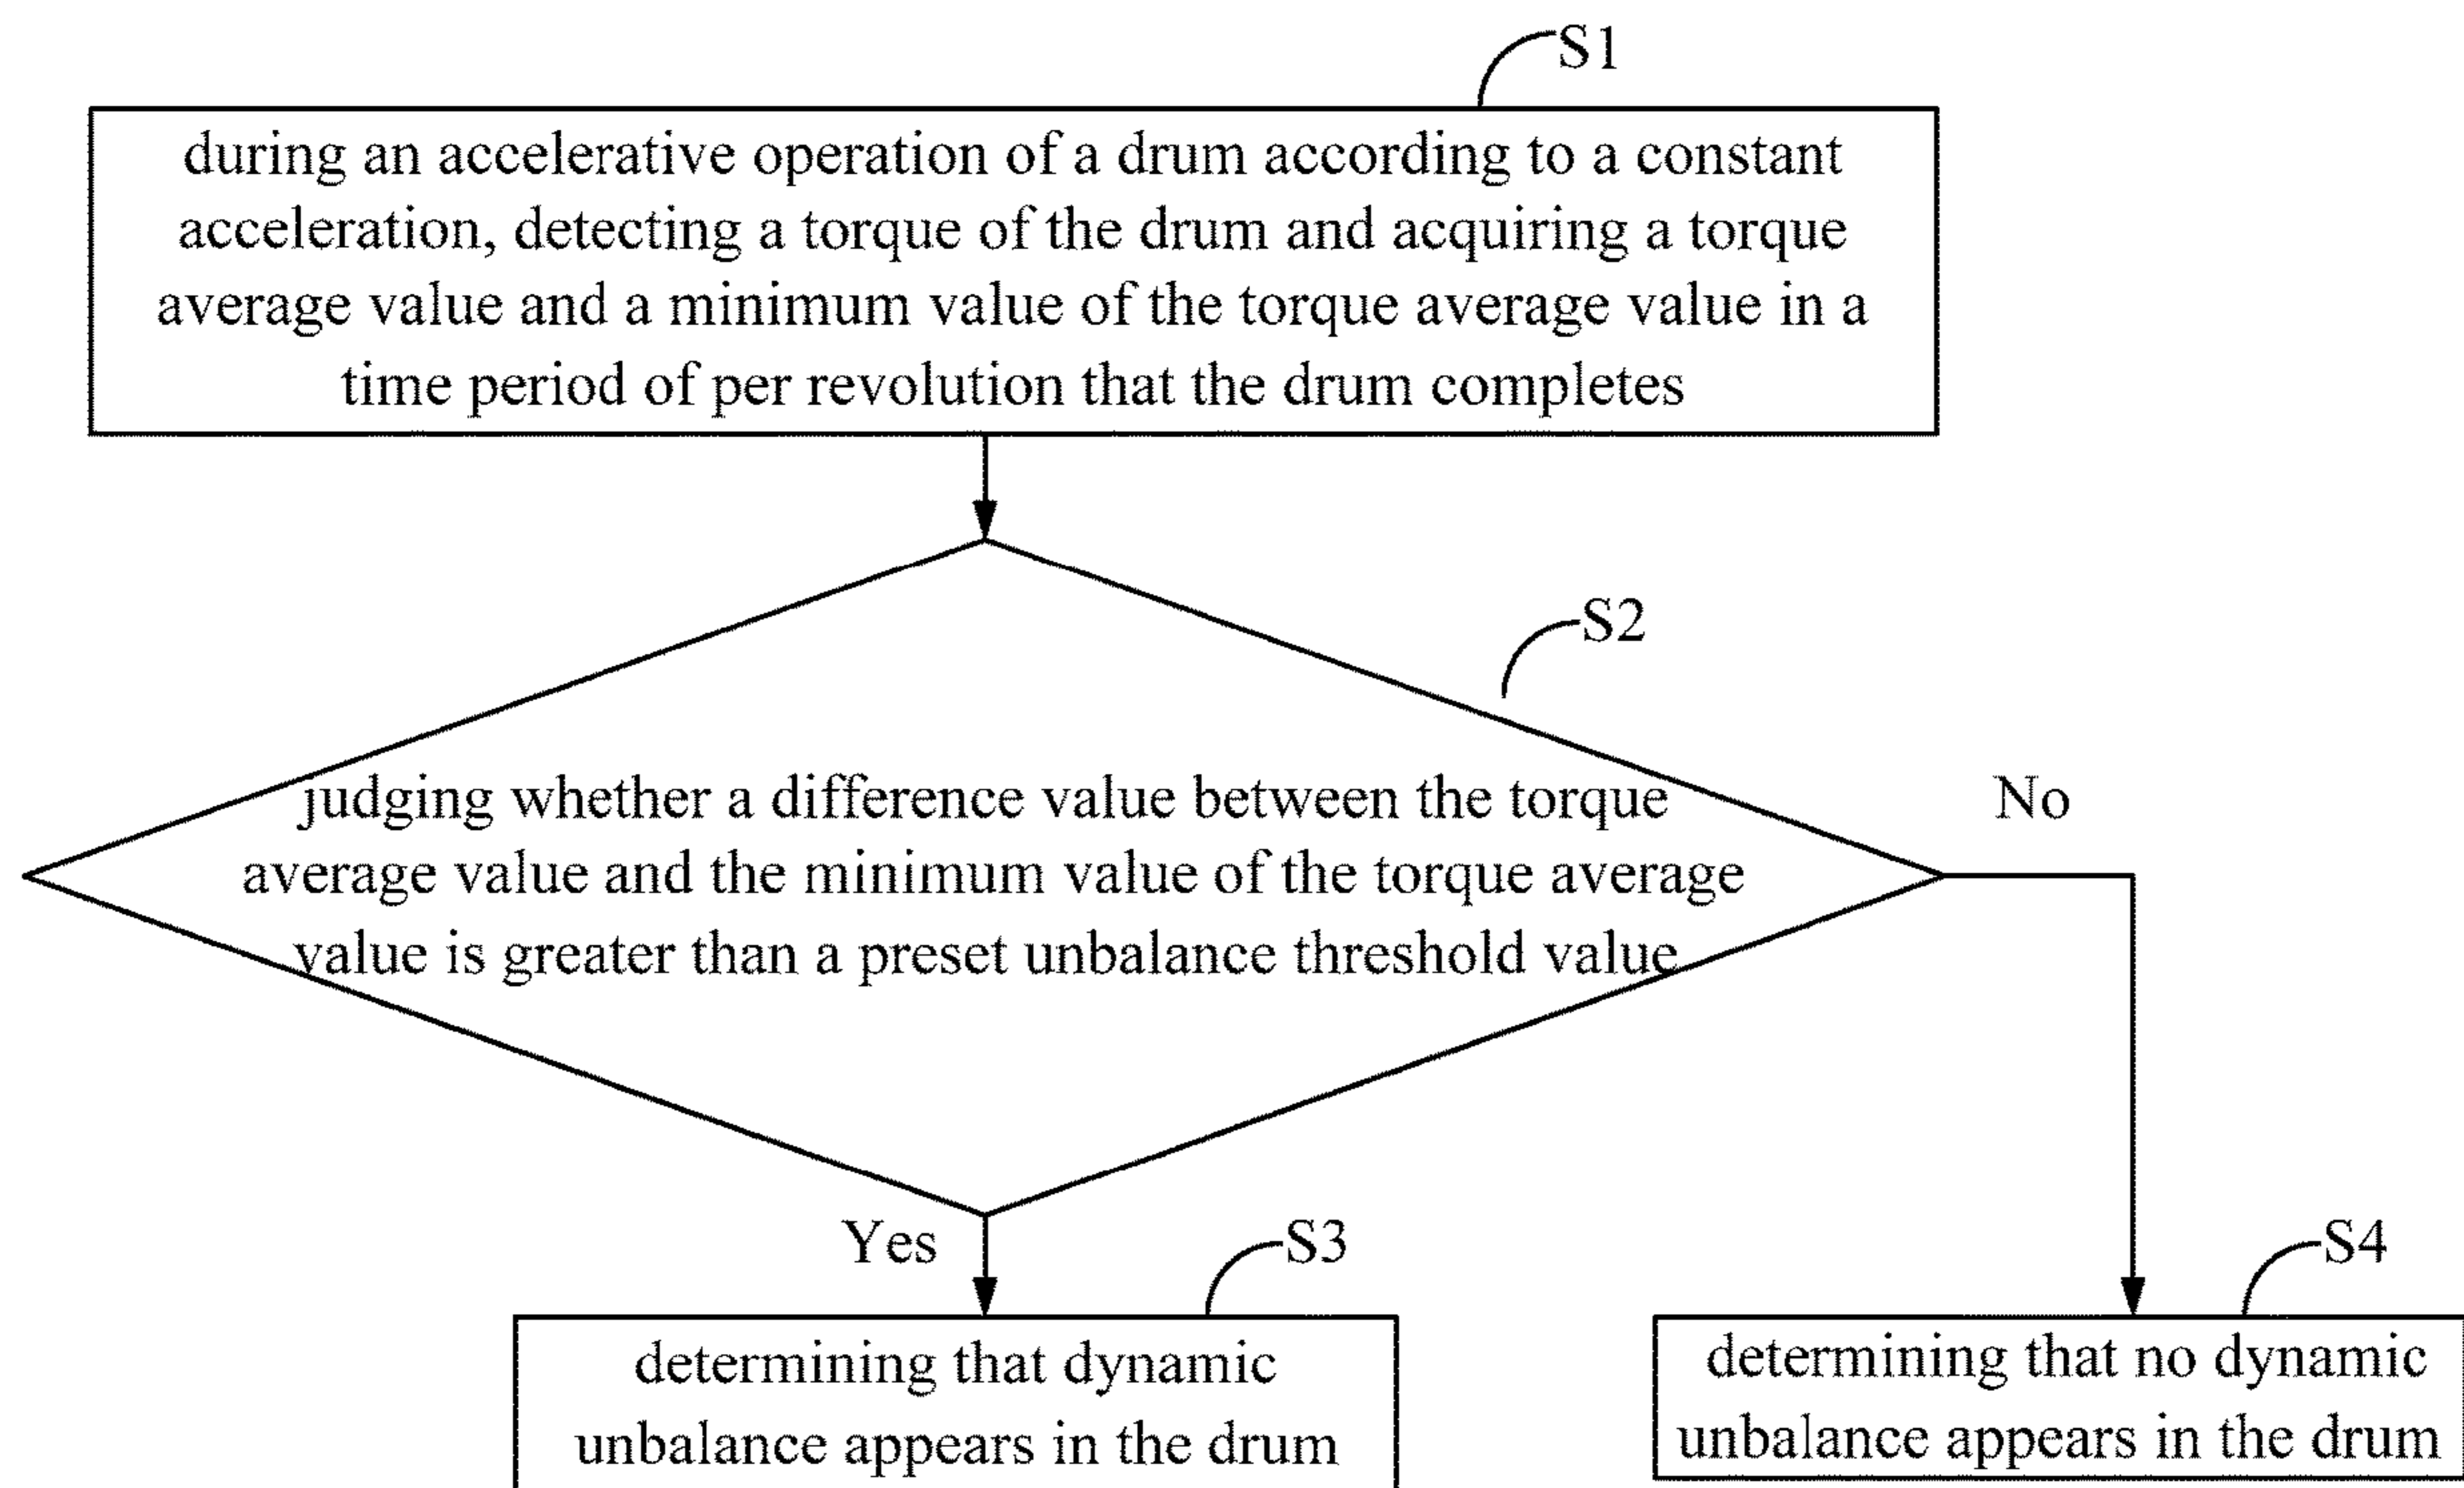 S1
during an accelerative operation of a drum according to a constant
acceleration, detecting a torque of the drum and acquiring a torque
average value and a minimum value of the torque average value in a
time period of per revolution that the drum completes
S2
judging whether a difference value between the torque
average value and the minimum value of the torque average
value is greater than a preset unbalance threshold value
No
Yes
S3
S4
determining that dynamic
unbalance appears in the drum
determining that no dynamic
unbalance appears in the drum